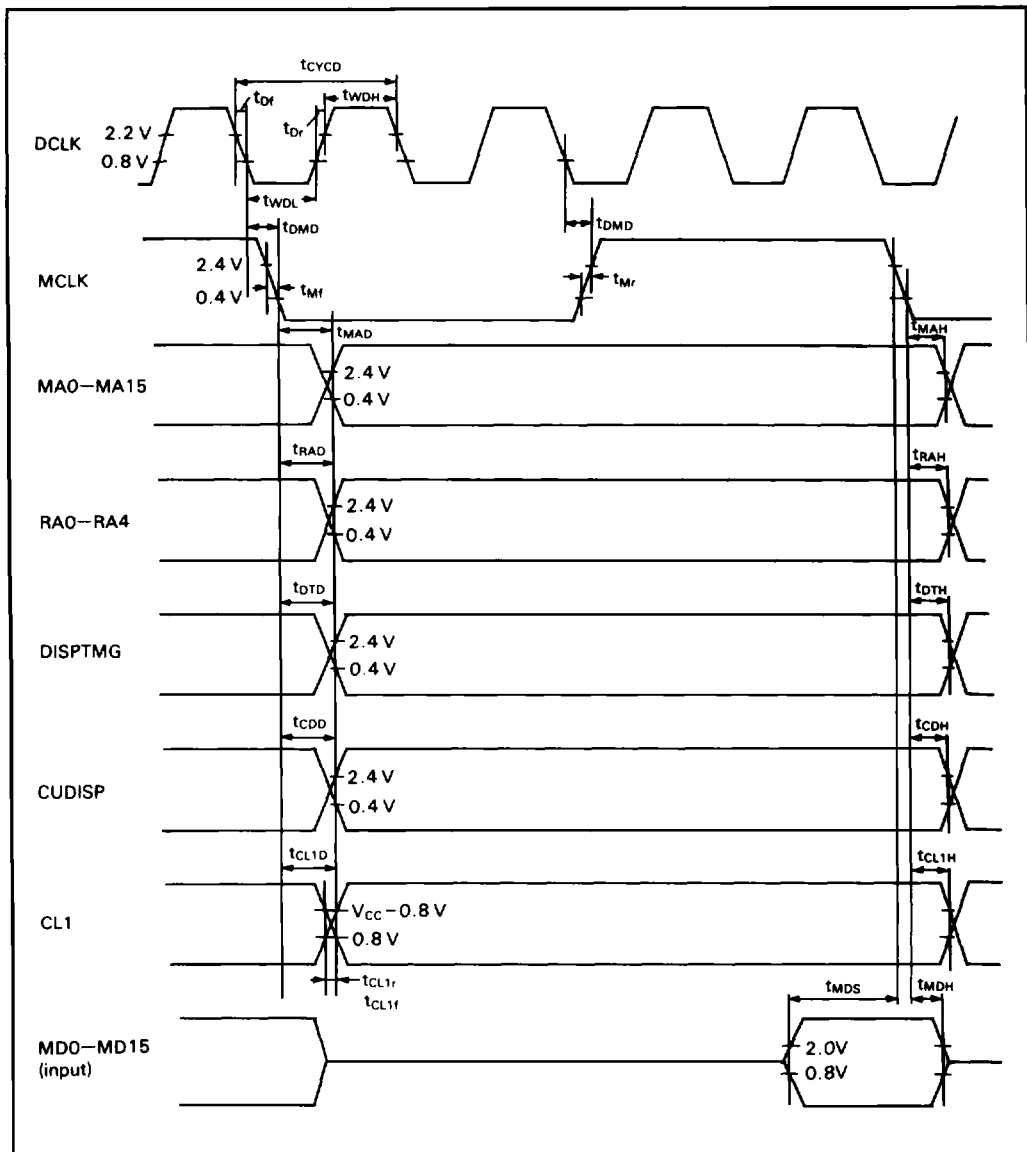 tCYCD
tDf
tWDH
tDr
DCLK
2.2 V
0.8 V
tWDL
tDMD
tDMD
MCLK
2.4 V
0.4 V
tMf
tMr
tMAD
tMAH
MA0—MA15
2.4 V
0.4 V
tRAD
tRAH
RA0—RA4
2.4 V
0.4 V
tDTD
tDTH
DISPTMG
2.4 V
0.4 V
tCDD
tCDH
CUDISP
2.4 V
0.4 V
tCL1D
tCL1H
CL1
VCC—0.8 V
0.8 V
tCL1r
tCL1f
tMDS
tMDH
MD0—MD15
(input)
2.0V
0.8V